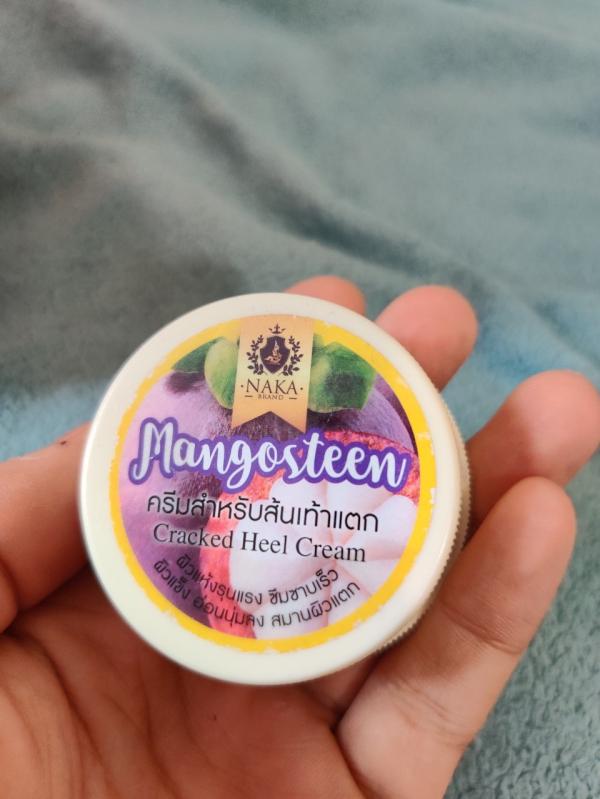 ·NAKA·
BRAND
Mangosteen
ครีมสำหรับส้นเท้าแตก
Cracked Heel Cream
ผิวแห้งรุนแรง ซึมซาบเร็ว
ผิวแข็ง อ่อนนุ่มลง สมานผิวแตก